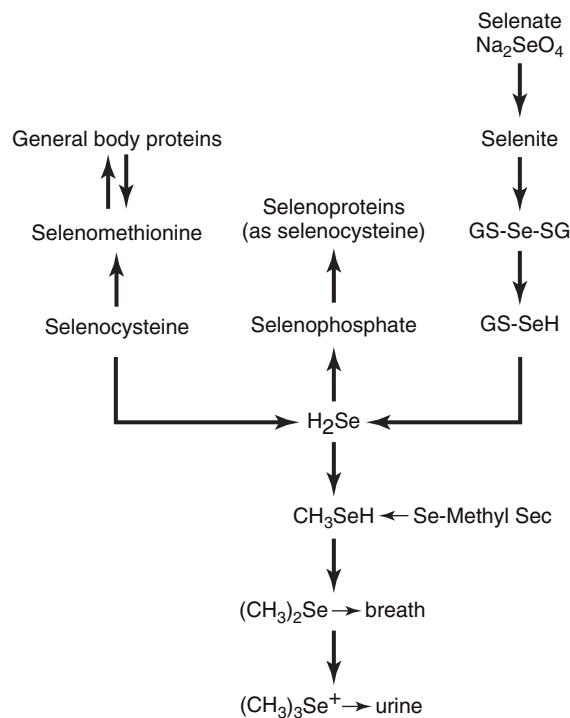 Selenate
Na₂SeO₄
General body proteins
Selenite
Selenoproteins
(as selenocysteine)
Selenomethionine
GS-Se-SG
Selenocysteine
Selenophosphate
GS-SeH
H₂Se
CH₃SeH
Se-Methyl Sec
(CH₃)₂Se
breath
(CH₃)₃Se⁺
urine